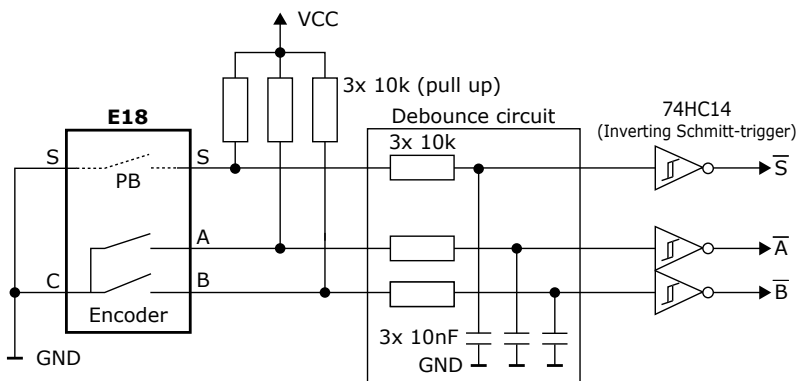 VCC
3x 10k (pull up)
E18
Debounce circuit
74HC14
(Inverting Schmitt-trigger)
3x 10k
S
S
PB
S̅
A
A̅
C
B
B̅
Encoder
3x 10nF
GND
GND